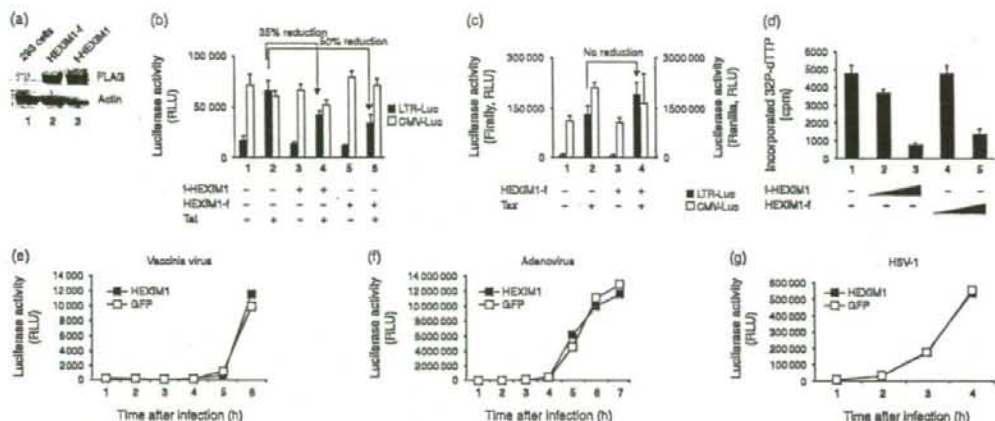 (a)
293 cells
HEXIM1-f
f-HEXIM1
FLAG
Actin
1 2 3
(b)
35% reduction
50% reduction
Luciferase activity
(RLU)
100 000
50 000
0
LTR-Luc
CMV-Luc
1 2 3 4 5 6
f-HEXIM1 - - + + - -
HEXIM1-f - - - - + +
Tat - + - + - +
(c)
No reduction
Luciferase activity
[Firefly, RLU]
300 000
150 000
0
3000000
1500000
0
Luciferase activity
[Renilla, RLU]
1 2 3 4
HEXIM1-f - - + +
Tax - + - +
LTR-Luc
CMV-Luc
(d)
Incorporated 32P-dTTP
[cpm]
6000
5000
4000
3000
2000
1000
0
1 2 3 4 5
f-HEXIM1 - - -
HEXIM1-f - - -
(e)
Vaccinia virus
HEXIM1
GFP
Luciferase activity
(RLU)
14 000
12 000
10 000
8000
6000
4000
2000
0
1 2 3 4 5 6
Time after infection (h)
(f)
Adenovirus
HEXIM1
GFP
Luciferase activity
(RLU)
14 000 000
12 000 000
10 000 000
8 000 000
6 000 000
4 000 000
2000 000
0
1 2 3 4 5 6 7
Time after infection (h)
(g)
HSV-1
HEXIM1
GFP
Luciferase activity
(RLU)
600 000
500 000
400 000
300 000
200 000
100 000
0
1 2 3 4
Time after infection (h)